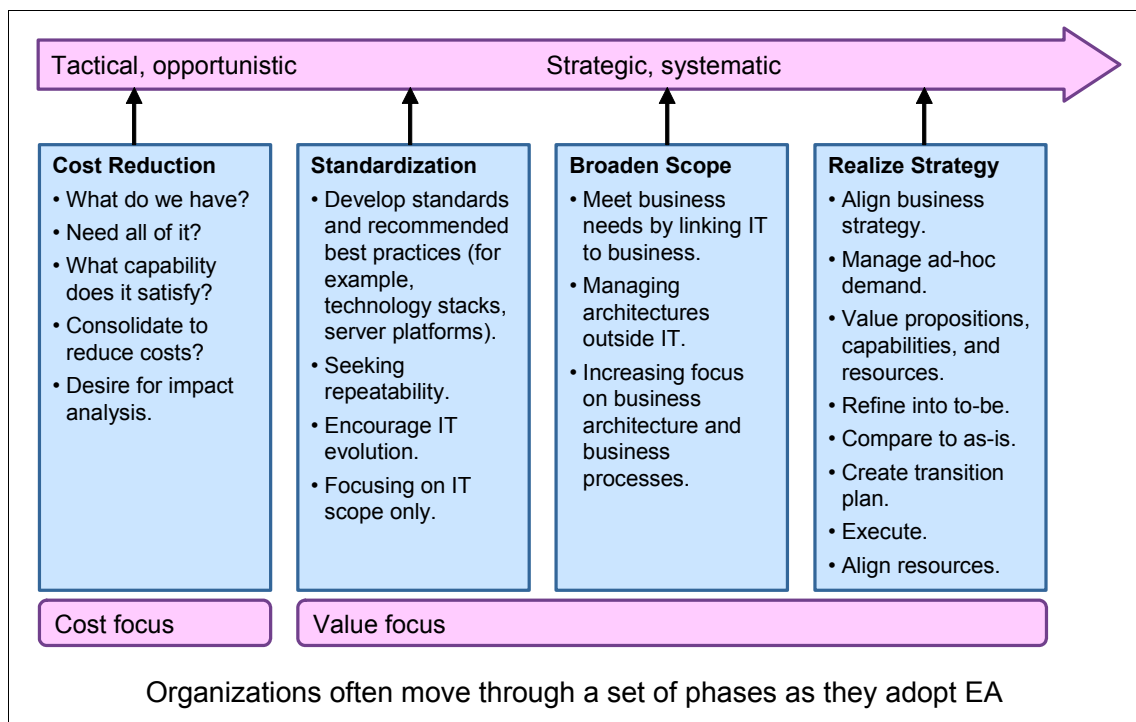 Tactical, opportunistic
Strategic, systematic
Cost Reduction
• What do we have?
• Need all of it?
• What capability
does it satisfy?
• Consolidate to
reduce costs?
• Desire for impact
analysis.
Standardization
• Develop standards
and recommended
best practices (for
example,
technology stacks,
server platforms).
• Seeking
repeatability.
• Encourage IT
evolution.
• Focusing on IT
scope only.
Broaden Scope
• Meet business
needs by linking IT
to business.
• Managing
architectures
outside IT.
• Increasing focus
on business
architecture and
business
processes.
Realize Strategy
• Align business
strategy.
• Manage ad-hoc
demand.
• Value propositions,
capabilities, and
resources.
• Refine into to-be.
• Compare to as-is.
• Create transition
plan.
• Execute.
• Align resources.
Cost focus
Value focus
Organizations often move through a set of phases as they adopt EA